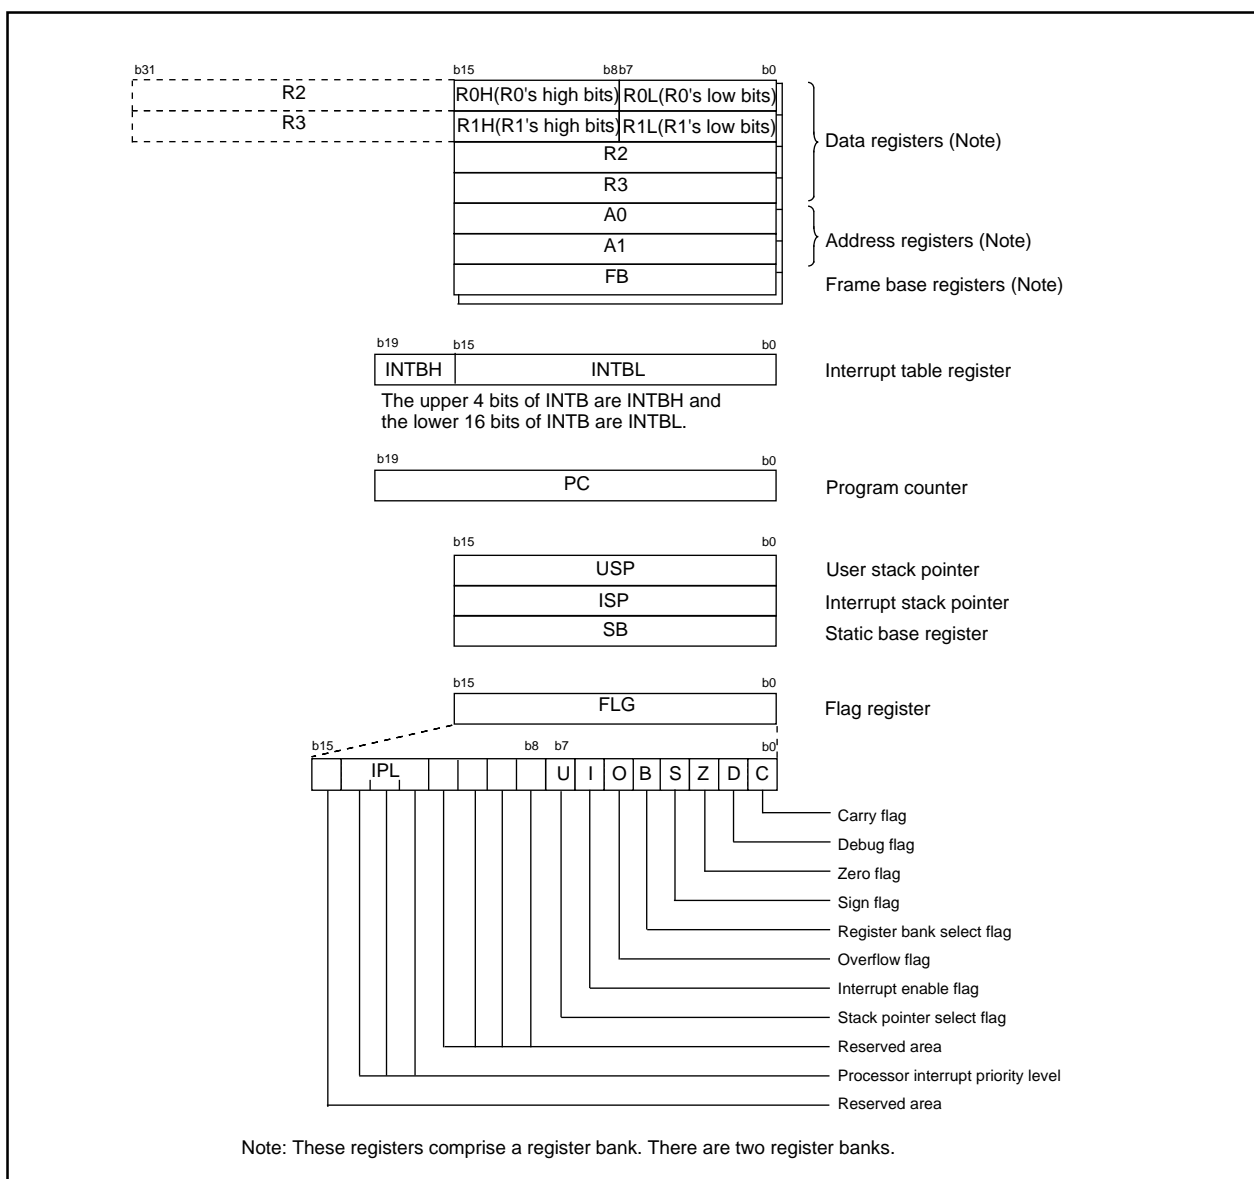 b31 b15 b8b7 b0
R2 R0H(R0's high bits) R0L(R0's low bits)
R3 R1H(R1's high bits) R1L(R1's low bits)
Data registers (Note)
R2
R3
A0
A1
Address registers (Note)
FB
Frame base registers (Note)
b19 b15 b0
INTBH INTBL Interrupt table register
The upper 4 bits of INTB are INTBH and
the lower 16 bits of INTB are INTBL.
b19 b0
PC Program counter
b15 b0
USP User stack pointer
ISP Interrupt stack pointer
SB Static base register
b15 b0
FLG Flag register
b15 b8 b7 b0
IPL U I O B S Z D C
Carry flag
Debug flag
Zero flag
Sign flag
Register bank select flag
Overflow flag
Interrupt enable flag
Stack pointer select flag
Reserved area
Processor interrupt priority level
Reserved area
Note: These registers comprise a register bank. There are two register banks.